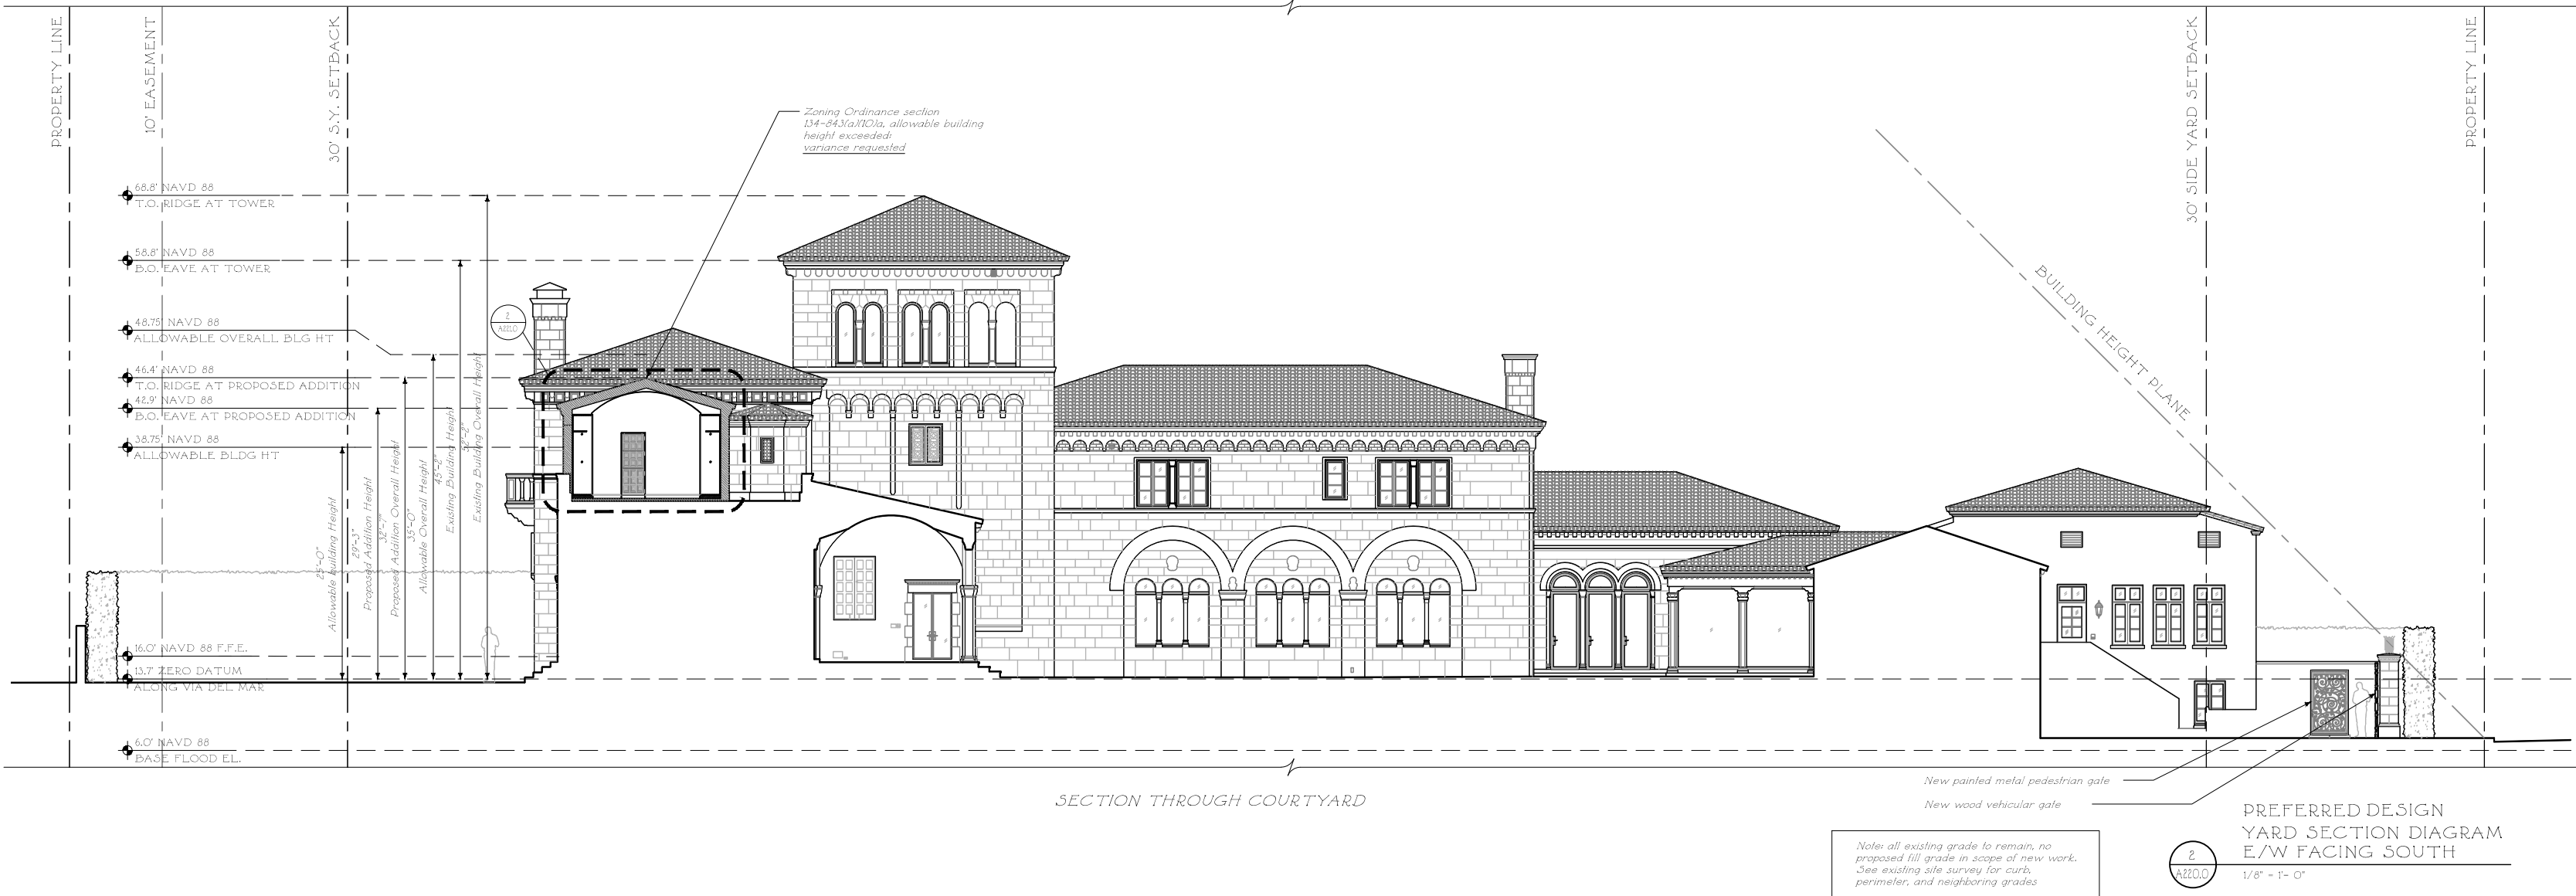 PROPERTY LINE
10' EASEMENT
30' S.Y. SETBACK
30' SIDE YARD SETBACK
PROPERTY LINE
Zoning Ordinance section
134-843(a)(10)a, allowable building
height exceeded:
variance requested
BUILDING HEIGHT PLANE
68.8' NAVD 88
T.O. RIDGE AT TOWER
58.8' NAVD 88
B.O. EAVE AT TOWER
48.75' NAVD 88
ALLOWABLE OVERALL BLG HT
46.4' NAVD 88
T.O. RIDGE AT PROPOSED ADDITION
42.9' NAVD 88
B.O. EAVE AT PROPOSED ADDITION
38.75' NAVD 88
ALLOWABLE BLDG HT
16.0' NAVD 88 F.F.E.
13.7' ZERO DATUM
ALONG VIA DEL MAR
6.0' NAVD 88
BASE FLOOD EL.
25'-0"
Allowable building Height
29'-3"
Proposed Addition Height
32'-7"
Proposed Addition Overall Height
35'-0"
Allowable Overall Height
45'-2"
Existing Building Height
Existing Building Overall Height
2
A221.0
New painted metal pedestrian gate
New wood vehicular gate
SECTION THROUGH COURTYARD
Note: all existing grade to remain, no
proposed fill grade in scope of new work.
See existing site survey for curb,
perimeter, and neighboring grades
2
A220.0
PREFERRED DESIGN
YARD SECTION DIAGRAM
E/W FACING SOUTH
1/8" = 1'- 0"